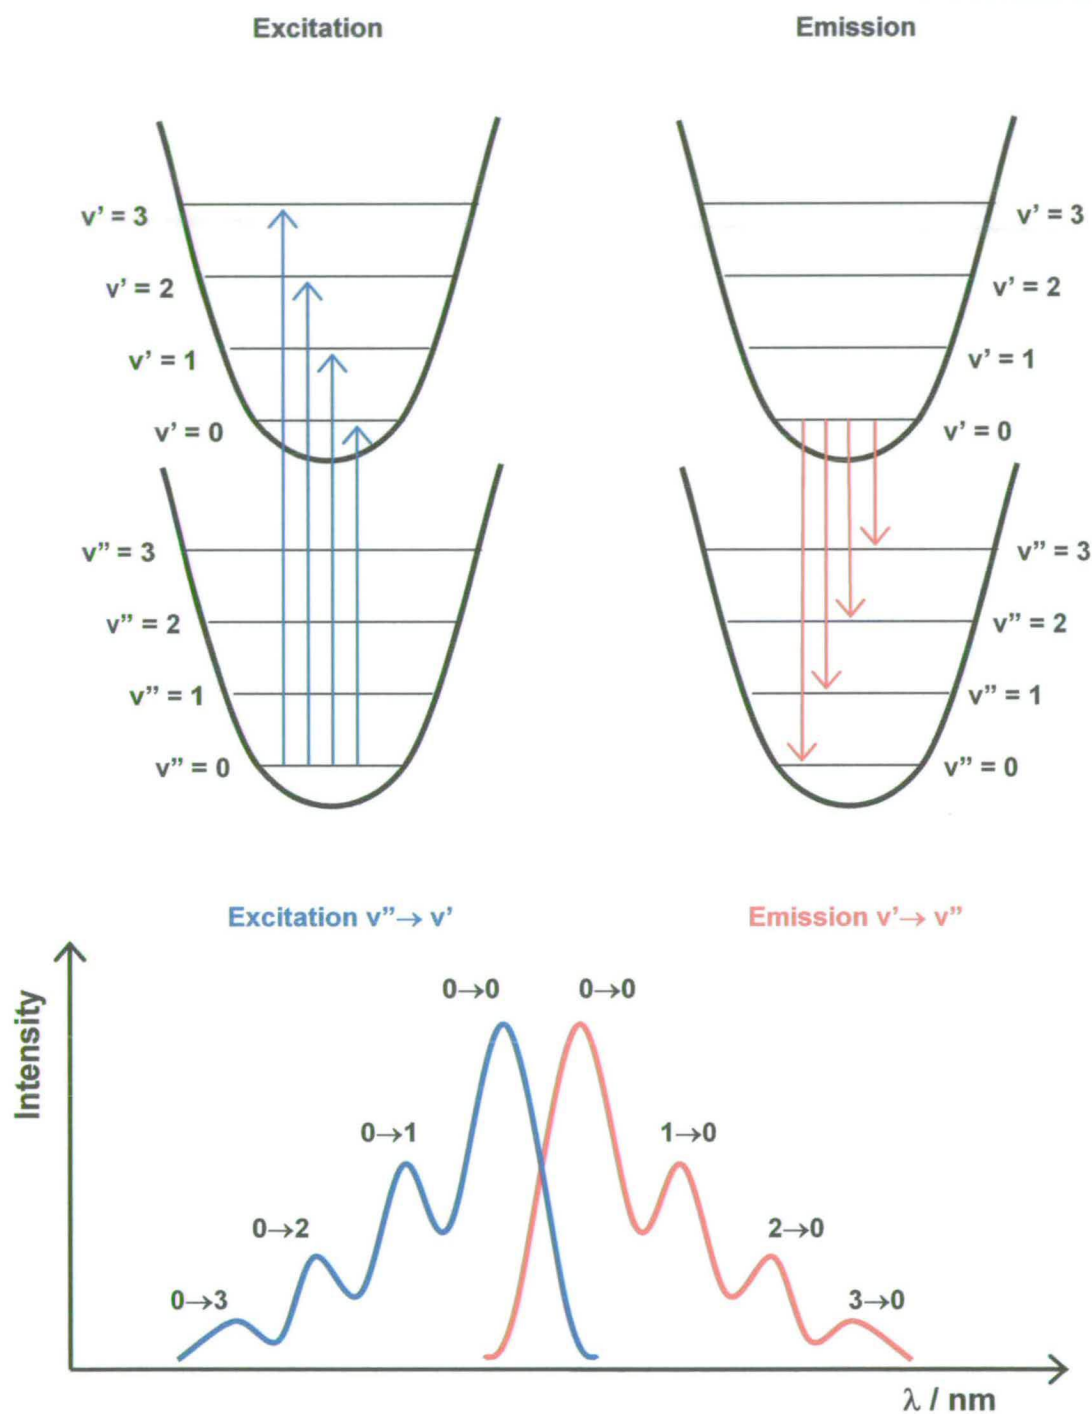 Excitation
Emission
v’ = 3
v’ = 3
v’ = 2
v’ = 2
v’ = 1
v’ = 1
v’ = 0
v’ = 0
v” = 3
v” = 3
v” = 2
v” = 2
v” = 1
v” = 1
v” = 0
v” = 0
Excitation v”→ v’
Emission v’→ v”
0→0
0→0
Intensity
0→1
1→0
0→2
2→0
0→3
3→0
λ / nm